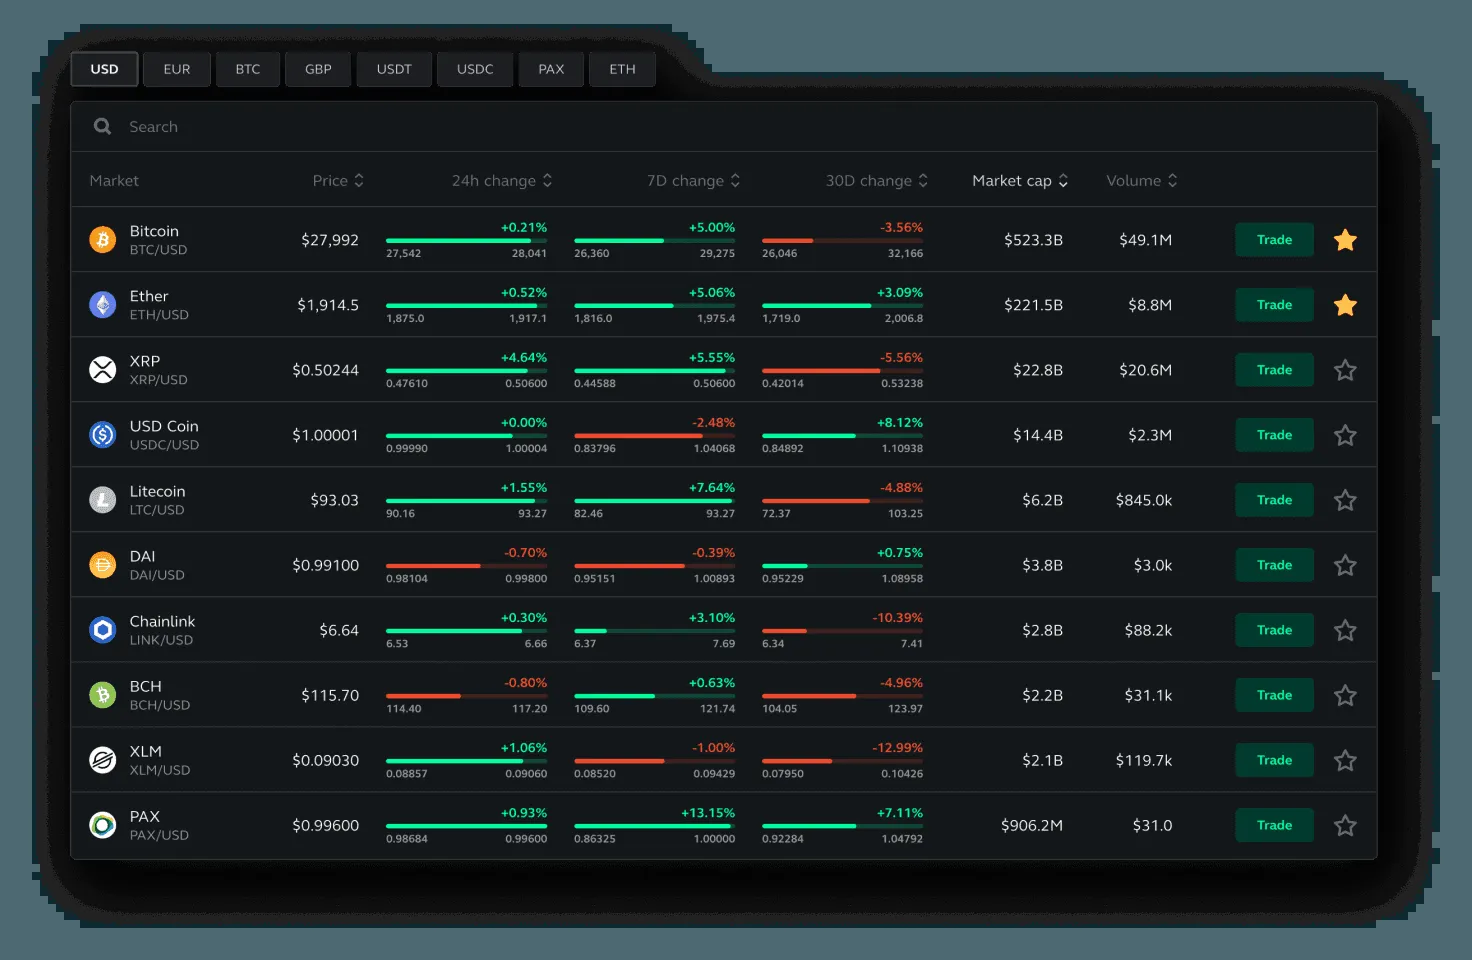 USD EUR BTC GBP USDT USDC PAX ETH
Search
Market Price 24h change 7D change 30D change Market cap Volume
+0.21% +5.00% -3.56%
Bitcoin
BTC/USD $27,992 $523.3B $49.1M Trade
27,542 28,041 26,360 29,275 26,046 32,166
+0.52% +5.06% +3.09%
Ether
ETH/USD $1,914.5 $221.5B $8.8M Trade
1,875.0 1,917.1 1,816.0 1,975.4 1,719.0 2,006.8
+4.64% +5.55% -5.56%
XRP
XRP/USD $0.50244 $22.8B $20.6M Trade
0.47610 0.50600 0.44588 0.50600 0.42014 0.53238
+0.00% -2.48% +8.12%
USD Coin
USDC/USD $1.00001 $14.4B $2.3M Trade
0.99990 1.00004 0.83796 1.04068 0.84892 1.10938
+1.55% +7.64% -4.88%
Litecoin
LTC/USD $93.03 $6.2B $845.0k Trade
90.16 93.27 82.46 93.27 72.37 103.25
-0.70% -0.39% +0.75%
DAI
DAI/USD $0.99100 $3.8B $3.0k Trade
0.98104 0.99800 0.95151 1.00893 0.95229 1.08958
+0.30% +3.10% -10.39%
Chainlink
LINK/USD $6.64 $2.8B $88.2k Trade
6.53 6.66 6.37 7.69 6.34 7.41
-0.80% +0.63% -4.96%
BCH
BCH/USD $115.70 $2.2B $31.1k Trade
114.40 117.20 109.60 121.74 104.05 123.97
+1.06% -1.00% -12.99%
XLM
XLM/USD $0.09030 $2.1B $119.7k Trade
0.08857 0.09060 0.08520 0.09429 0.07950 0.10426
+0.93% +13.15% +7.11%
PAX
PAX/USD $0.99600 $906.2M $31.0 Trade
0.98684 0.99600 0.86325 1.00000 0.92284 1.04792